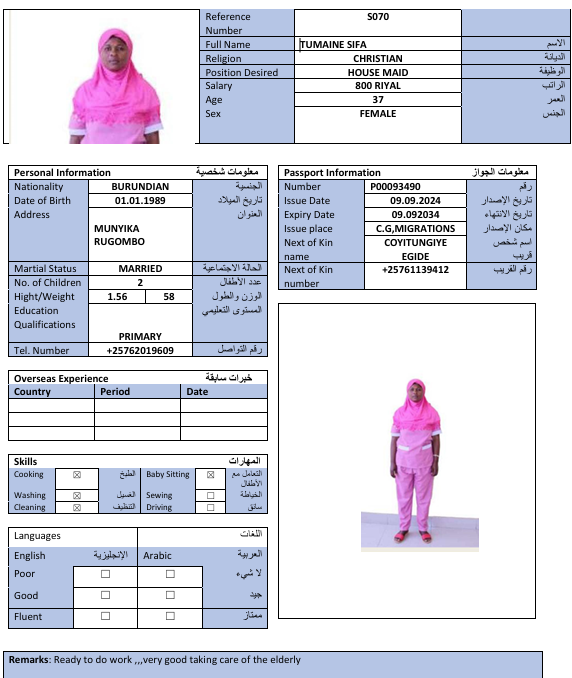 Reference Number S070
Full Name TUMAINE SIFA الاسم
Religion CHRISTIAN الديانة
Position Desired HOUSE MAID الوظيفة
Salary 800 RIYAL الراتب
Age 37 العمر
Sex FEMALE الجنس
Personal Information معلومات شخصية
Nationality BURUNDIAN الجنسية
Date of Birth 01.01.1989 تاريخ الميلاد
Address العنوان
MUNYIKA
RUGOMBO
Martial Status MARRIED الحالة الاجتماعية
No. of Children 2 عدد الأطفال
Hight/Weight 1.56 58 الوزن والطول
Education المستوى التعليمي
Qualifications
PRIMARY
Tel. Number +25762019609 رقم التواصل
Passport Information معلومات الجواز
Number P00093490 رقم
Issue Date 09.09.2024 تاريخ الإصدار
Expiry Date 09.092034 تاريخ الانتهاء
Issue place C.G,MIGRATIONS مكان الإصدار
Next of Kin COYITUNGIYE اسم شخص
name EGIDE قريب
Next of Kin +25761139412 رقم القريب
number
Overseas Experience خبرات سابقة
Country Period Date
Skills المهارات
Cooking ☒ الطبخ Baby Sitting ☒ التعامل مع
الأطفال
Washing ☒ الغسيل Sewing ☐ الخياطة
Cleaning ☒ التنظيف Driving ☐ سائق
Languages اللغات
English الإنجليزية Arabic العربية
Poor ☐ ☐ لا شيء
Good ☐ ☐ جيد
Fluent ☐ ☐ ممتاز
Remarks: Ready to do work ,,,very good taking care of the elderly